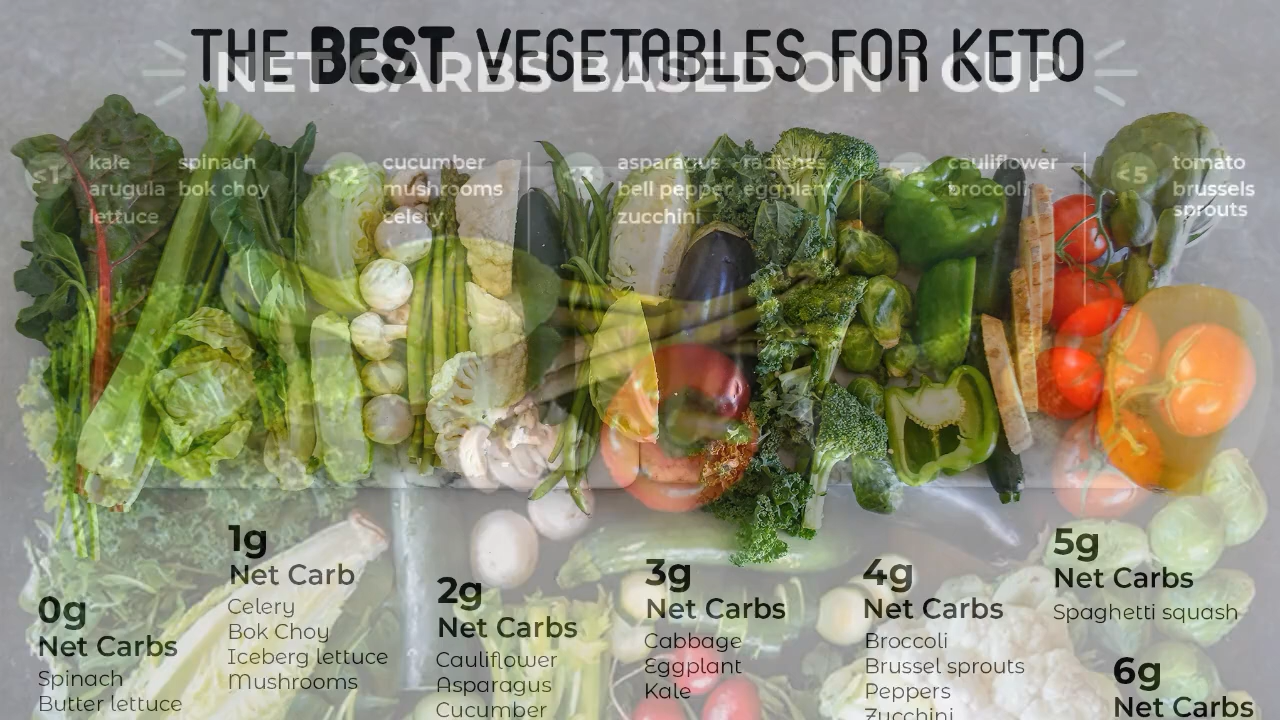 THE BEST VEGETABLES FOR KETO
NET CARBS BASED ON 1 CUP
<1
kale
arugula
lettuce
spinach
bok choy
<2
cucumber
mushrooms
celery
asparagus
bell pepper
zucchini
radishes
eggplant
cauliflower
broccoli
<5
tomato
brussels
sprouts
0g
Net Carbs
Spinach
Butter lettuce
1g
Net Carb
Celery
Bok Choy
Iceberg lettuce
Mushrooms
2g
Net Carbs
Cauliflower
Asparagus
Cucumber
3g
Net Carbs
Cabbage
Eggplant
Kale
4g
Net Carbs
Broccoli
Brussel sprouts
Peppers
Zucchini
5g
Net Carbs
Spaghetti squash
6g
Net Carbs